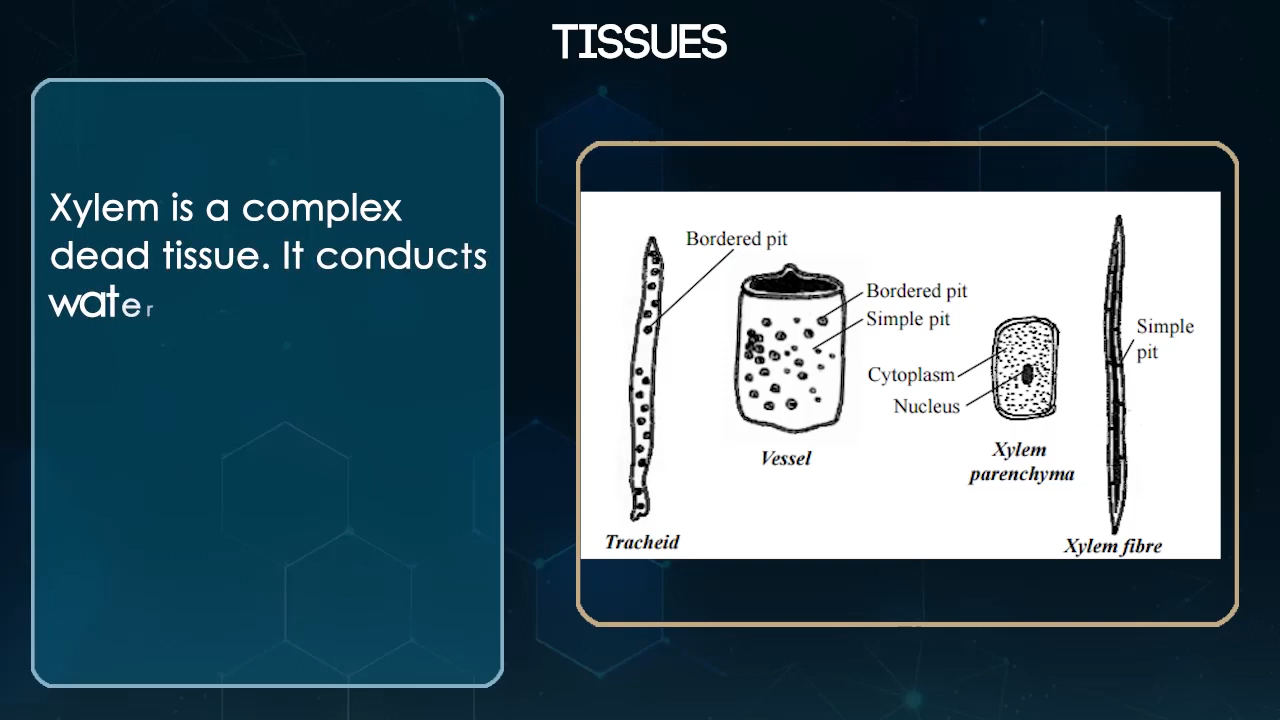 TISSUES
Xylem is a complex
dead tissue. It conducts
water
Bordered pit
Bordered pit
Simple pit
Cytoplasm
Nucleus
Simple
pit
Vessel
Xylem
parenchyma
Tracheid
Xylem fibre